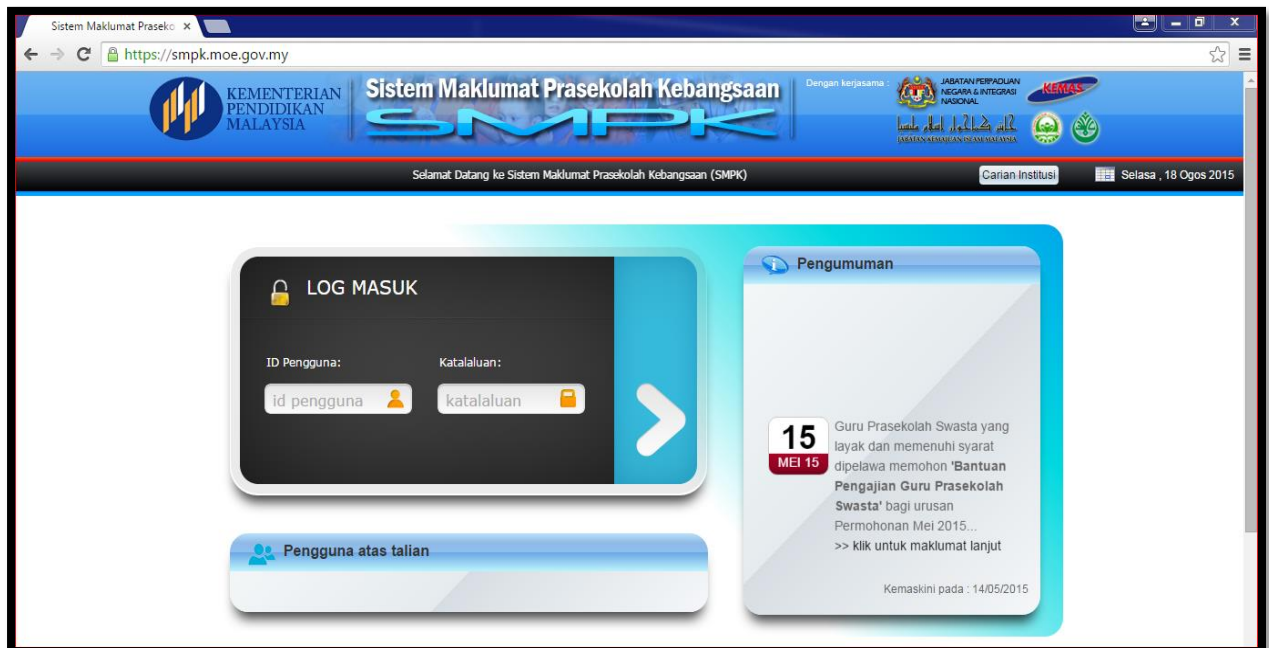 Sistem Maklumat Praseko
https://smpk.moe.gov.my
KEMENTERIAN
PENDIDIKAN
MALAYSIA
Sistem Maklumat Prasekolah Kebangsaan
SMPK
Dengan kerjasama :
JABATAN PERPADUAN
NEGARA & INTEGRASI
NASIONAL
KEMAS
Selamat Datang ke Sistem Maklumat Prasekolah Kebangsaan (SMPK)
Carian Institusi
Selasa , 18 Ogos 2015
LOG MASUK
ID Pengguna:
Katalaluan:
id pengguna
katalaluan
Pengguna atas talian
Pengumuman
15
MEI 15
Guru Prasekolah Swasta yang
layak dan memenuhi syarat
dipelawa memohon 'Bantuan
Pengajian Guru Prasekolah
Swasta' bagi urusan
Permohonan Mei 2015...
>> klik untuk maklumat lanjut
Kemaskini pada : 14/05/2015